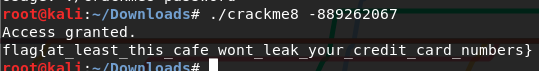 root@kali:~/Downloads# ./crackme8 -889262067
Access granted.
flag{at_least_this_cafe_wont_leak_your_credit_card_numbers}
root@kali:~/Downloads#